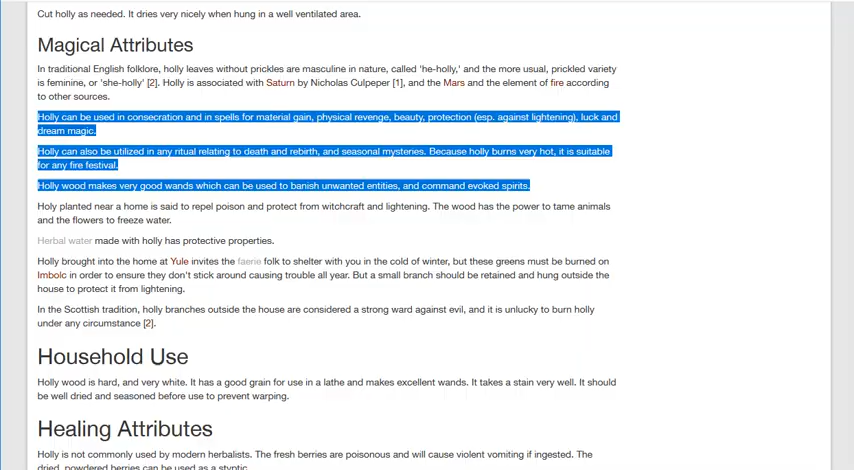 Cut holly as needed. It dries very nicely when hung in a well ventilated area.
Magical Attributes
In traditional English folklore, holly leaves without prickles are masculine in nature, called 'he-holly,' and the more usual, prickled variety
is feminine, or 'she-holly' [2]. Holly is associated with Saturn by Nicholas Culpeper [1], and the Mars and the element of fire according
to other sources.
Holly can be used in consecration and in spells for material gain, physical revenge, beauty, protection (esp. against lightening), luck and
dream magic.
Holly can also be utilized in any ritual relating to death and rebirth, and seasonal mysteries. Because holly burns very hot, it is suitable
for any fire festival.
Holly wood makes very good wands which can be used to banish unwanted entities, and command evoked spirits.
Holy planted near a home is said to repel poison and protect from witchcraft and lightening. The wood has the power to tame animals
and the flowers to freeze water.
Herbal water made with holly has protective properties.
Holly brought into the home at Yule invites the faerie folk to shelter with you in the cold of winter, but these greens must be burned on
Imbolc in order to ensure they don't stick around causing trouble all year. But a small branch should be retained and hung outside the
house to protect it from lightening.
In the Scottish tradition, holly branches outside the house are considered a strong ward against evil, and it is unlucky to burn holly
under any circumstance [2].
Household Use
Holly wood is hard, and very white. It has a good grain for use in a lathe and makes excellent wands. It takes a stain very well. It should
be well dried and seasoned before use to prevent warping.
Healing Attributes
Holly is not commonly used by modern herbalists. The fresh berries are poisonous and will cause violent vomiting if ingested. The
dried, powdered berries can be used as a styptic.